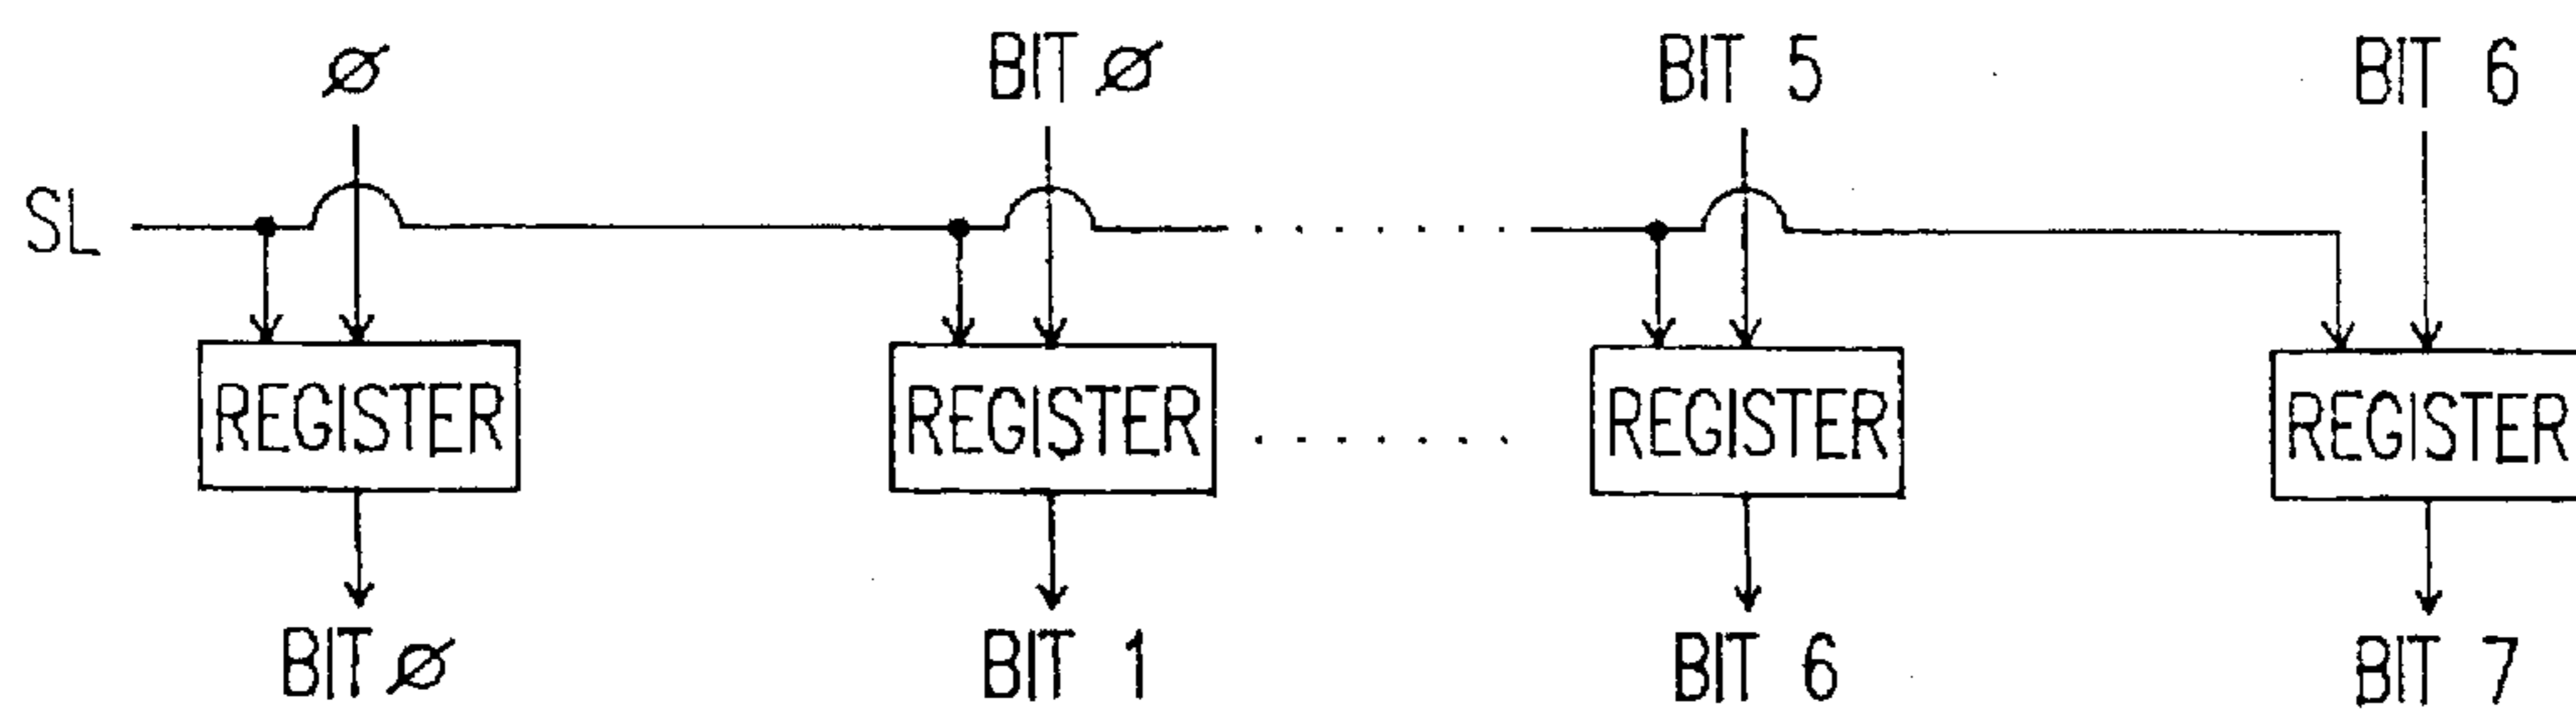 Ø BIT Ø BIT 5 BIT 6
SL
REGISTER REGISTER REGISTER REGISTER
BIT Ø BIT 1 BIT 6 BIT 7